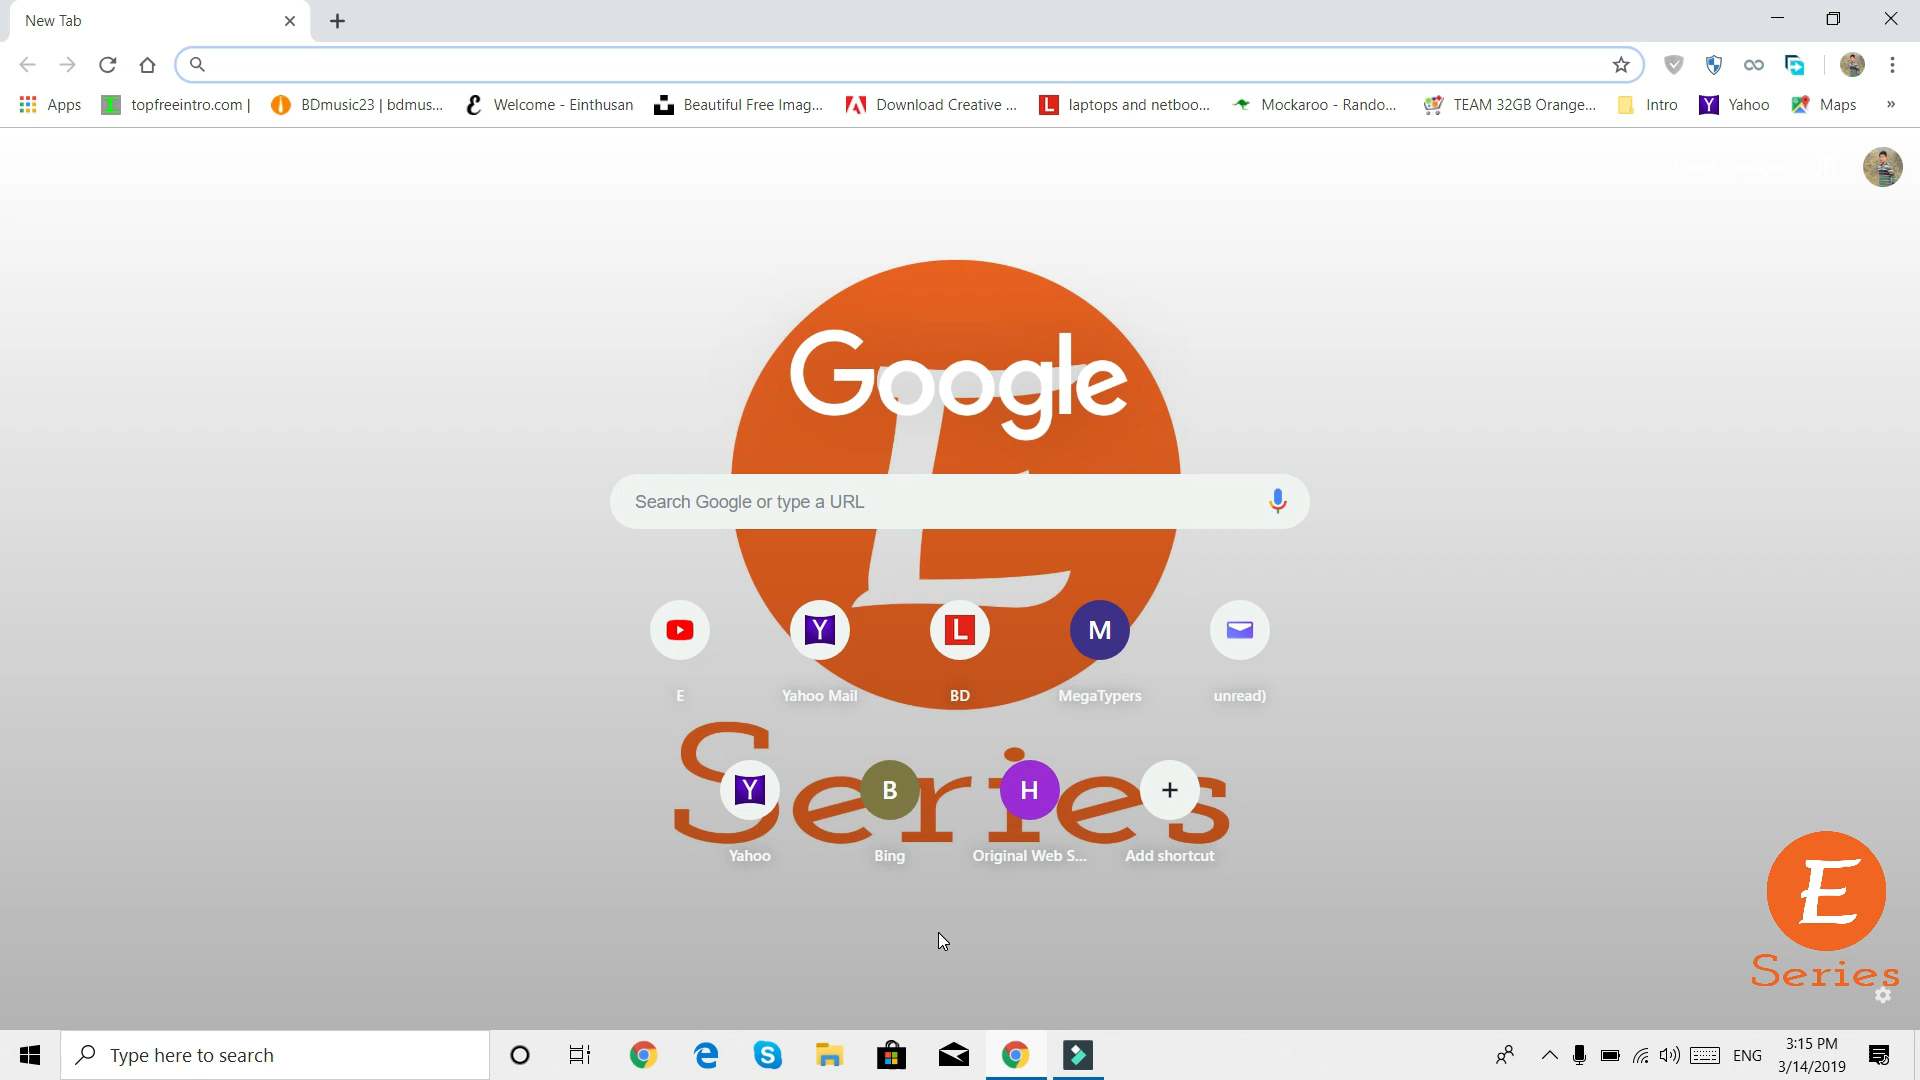 New Tab
Apps topfreeintro.com | BDmusic23 | bdmus... Welcome - Einthusan Beautiful Free Imag... Download Creative ... laptops and netboo... Mockaroo - Rando... TEAM 32GB Orange... Intro Yahoo Maps »
Google
Search Google or type a URL
E Yahoo Mail BD MegaTypers unread)
Series
Yahoo Bing Original Web S... Add shortcut
E
Series
Type here to search
ENG
3:15 PM
3/14/2019